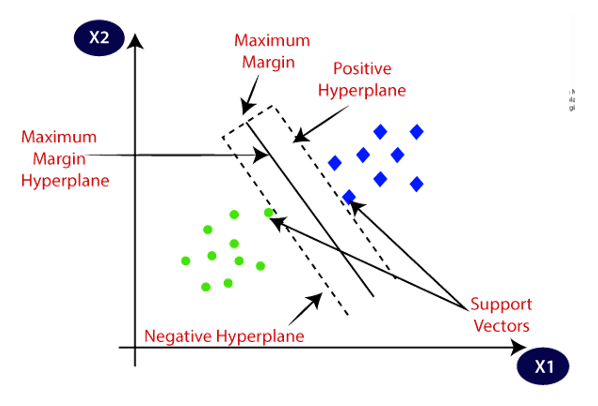 X2
Maximum
Margin
Positive
Hyperplane
Maximum
Margin
Hyperplane
Support
Vectors
Negative Hyperplane
X1